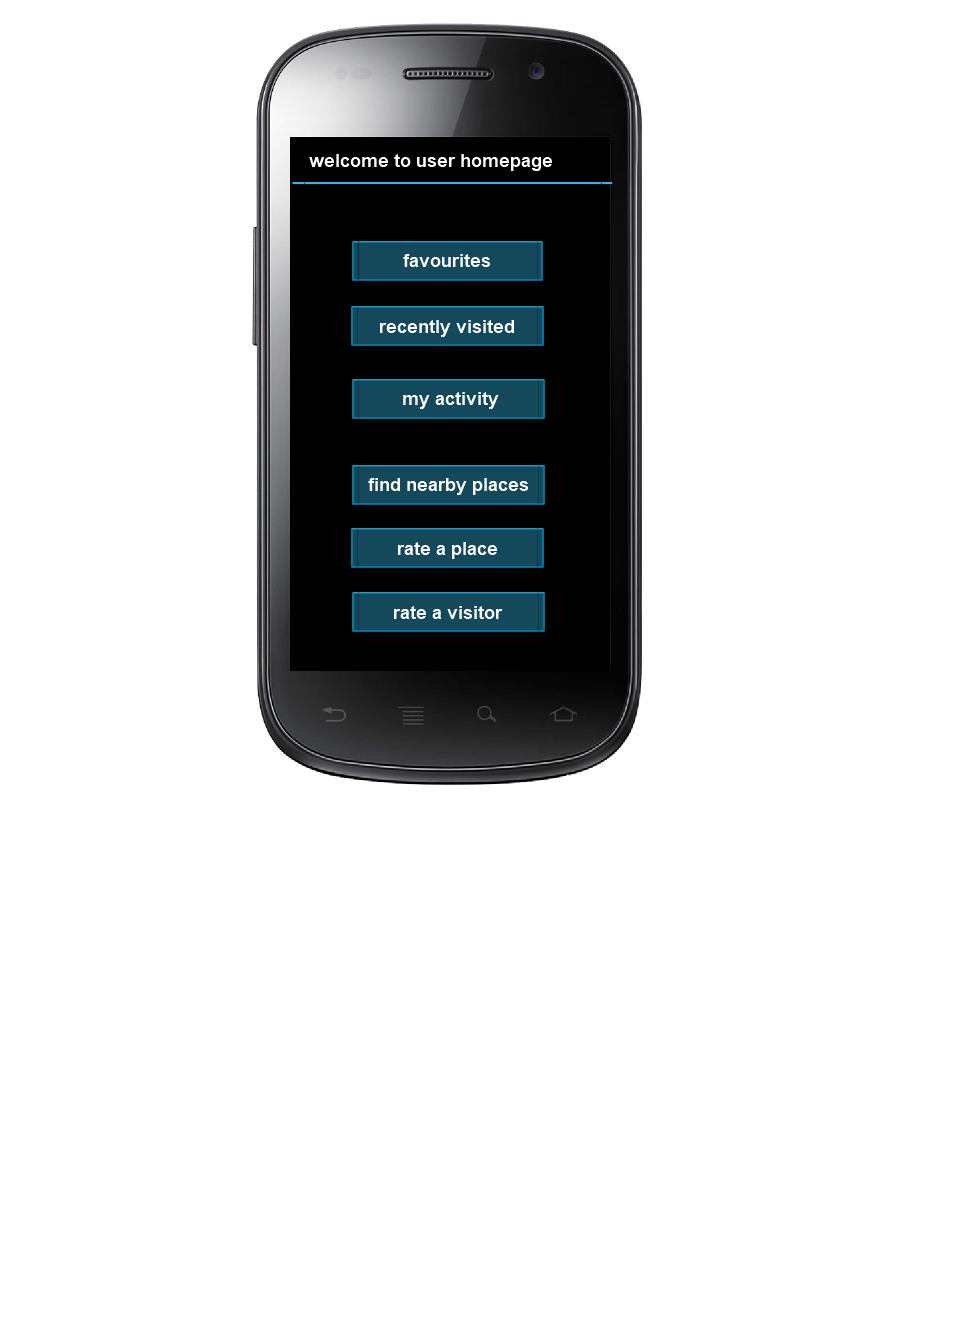 welcome to user homepage
favourites
recently visited
my activity
find nearby places
rate a place
rate a visitor